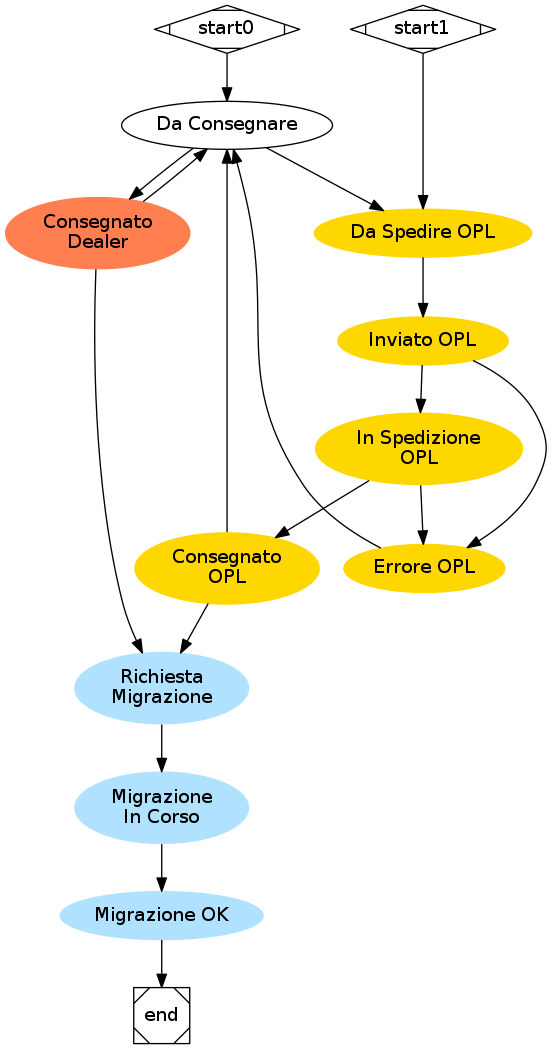 start0
start1
Da Consegnare
Consegnato
Dealer
Da Spedire OPL
Inviato OPL
In Spedizione
OPL
Consegnato
OPL
Errore OPL
Richiesta
Migrazione
Migrazione
In Corso
Migrazione OK
end